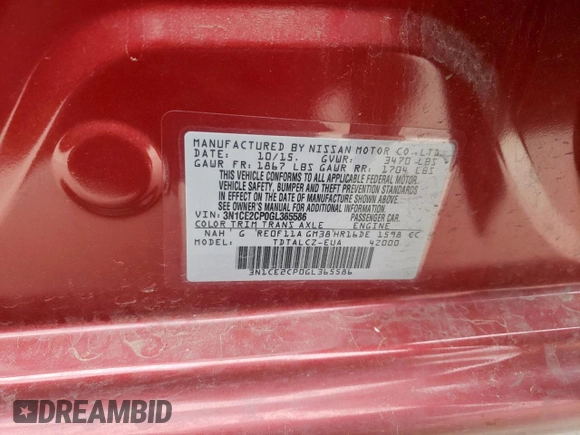 MANUFACTURED BY NISSAN MOTOR CO.,LTD.
DATE: 10/15. GVWR: 3470 LBS
GAWR FR: 1867 LBS GAWR RR: 1704 LBS
THIS VEHICLE CONFORMS TO ALL APPLICABLE FEDERAL MOTOR
VEHICLE SAFETY, BUMPER AND THEFT PREVENTION STANDARDS
IN EFFECT ON THE DATE OF MANUFACTURE SHOWN ABOVE.
SEE OWNER'S MANUAL FOR ADDITIONAL INFORMATION
VIN: 3N1CE2CP0GL365586 PASSENGER CAR
COLOR TRIM TRANS AXLE ENGINE
NAH G RE0F11A GM38 HR16DE 1598 CC
MODEL: TDTALCZ-EUA 42000
3N1CE2CP0GL365586
DREAMBID